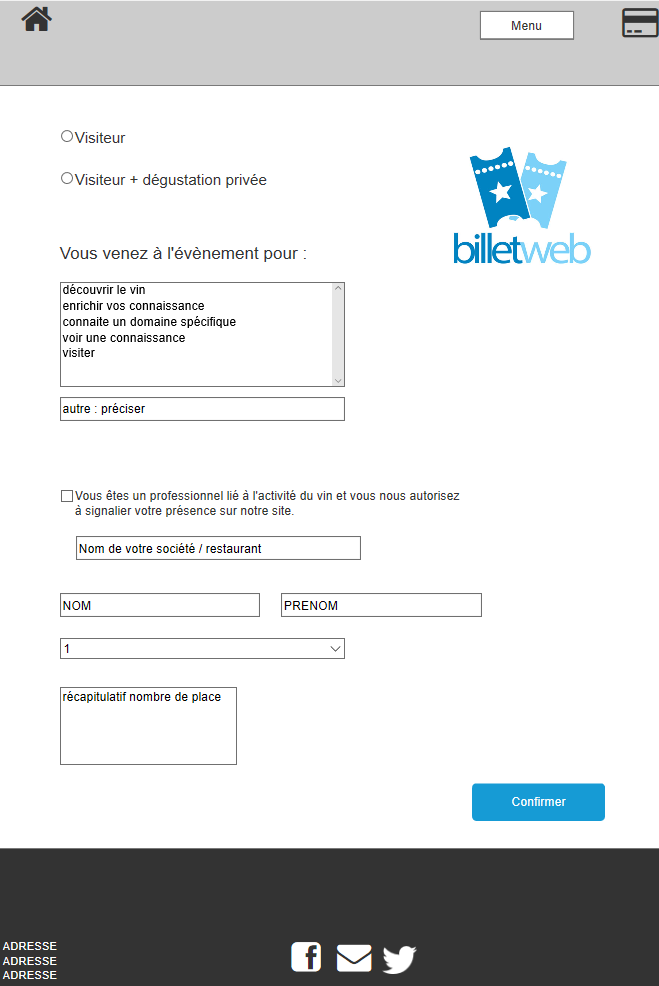 Menu
Visiteur
Visiteur + dégustation privée
billetweb
Vous venez à l'évènement pour :
découvrir le vin
enrichir vos connaissance
connaite un domaine spécifique
voir une connaissance
visiter
autre : préciser
Vous êtes un professionnel lié à l'activité du vin et vous nous autorisez
à signalier votre présence sur notre site.
Nom de votre société / restaurant
NOM
PRENOM
1
récapitulatif nombre de place
Confirmer
ADRESSE
ADRESSE
ADRESSE